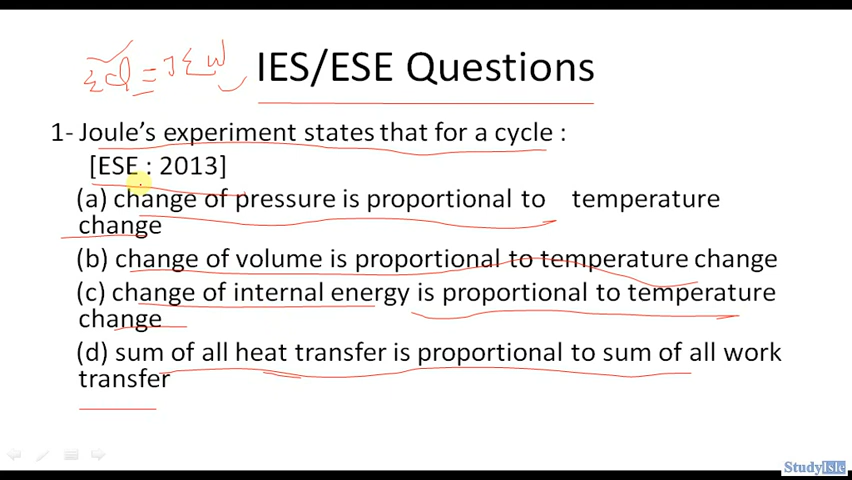 ΣQ = J Σ W
IES/ESE Questions
1- Joule's experiment states that for a cycle :
[ESE : 2013]
(a) change of pressure is proportional to temperature
change
(b) change of volume is proportional to temperature change
(c) change of internal energy is proportional to temperature
change
(d) sum of all heat transfer is proportional to sum of all work
transfer
StudyIsle